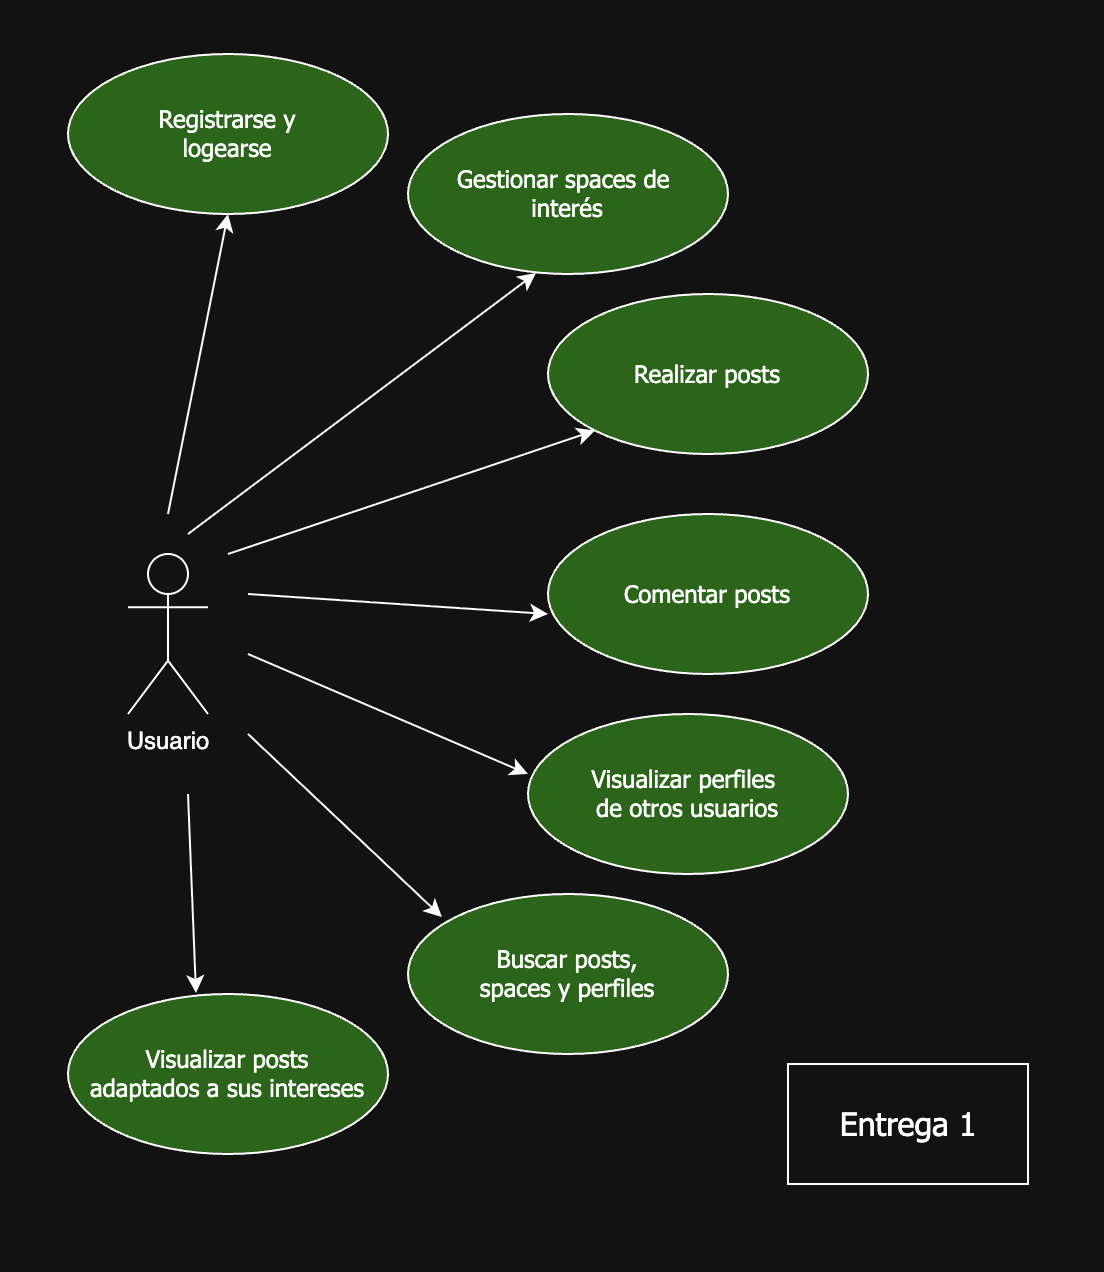 Registrarse y
logearse
Gestionar spaces de
interés
Realizar posts
Comentar posts
Usuario
Visualizar perfiles
de otros usuarios
Buscar posts,
spaces y perfiles
Visualizar posts
adaptados a sus intereses
Entrega 1